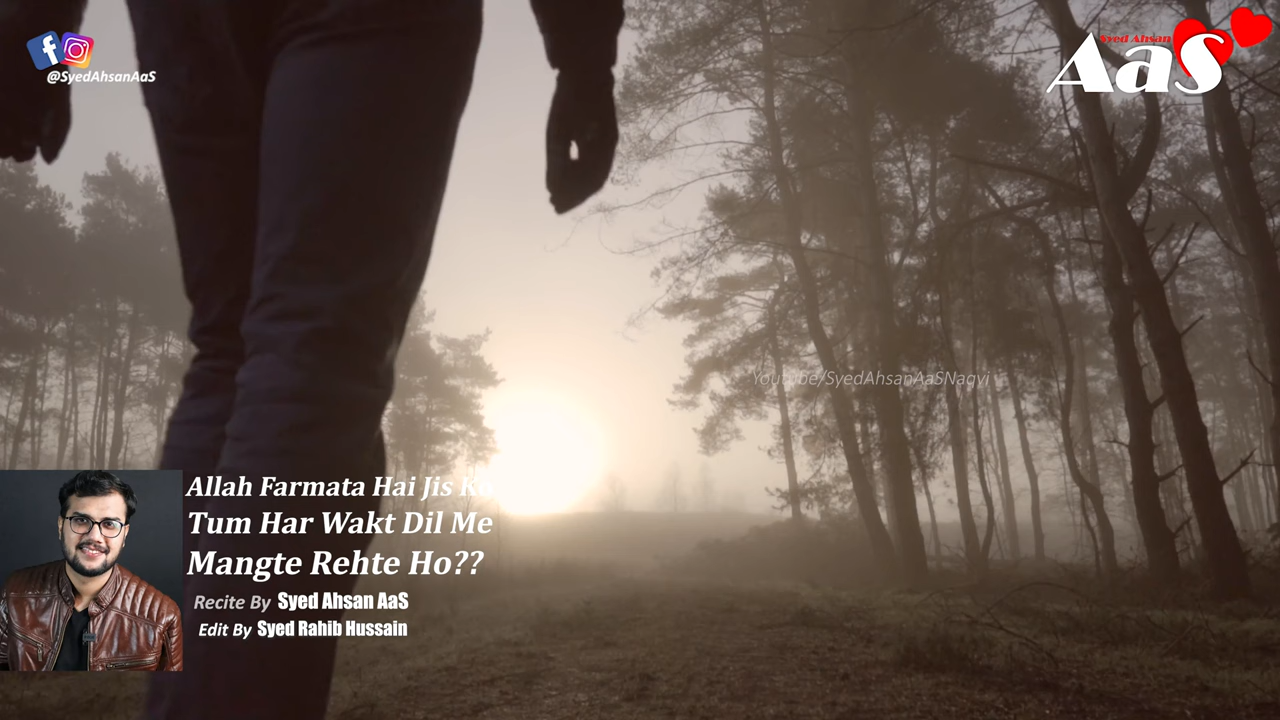 @SyedAhsanAaS
Syed Ahsan
AaS
Youtube/SyedAhsanAaSNaqvi
Allah Farmata Hai Jis Ko
Tum Har Wakt Dil Me
Mangte Rehte Ho??
Recite By Syed Ahsan AaS
Edit By Syed Rahib Hussain